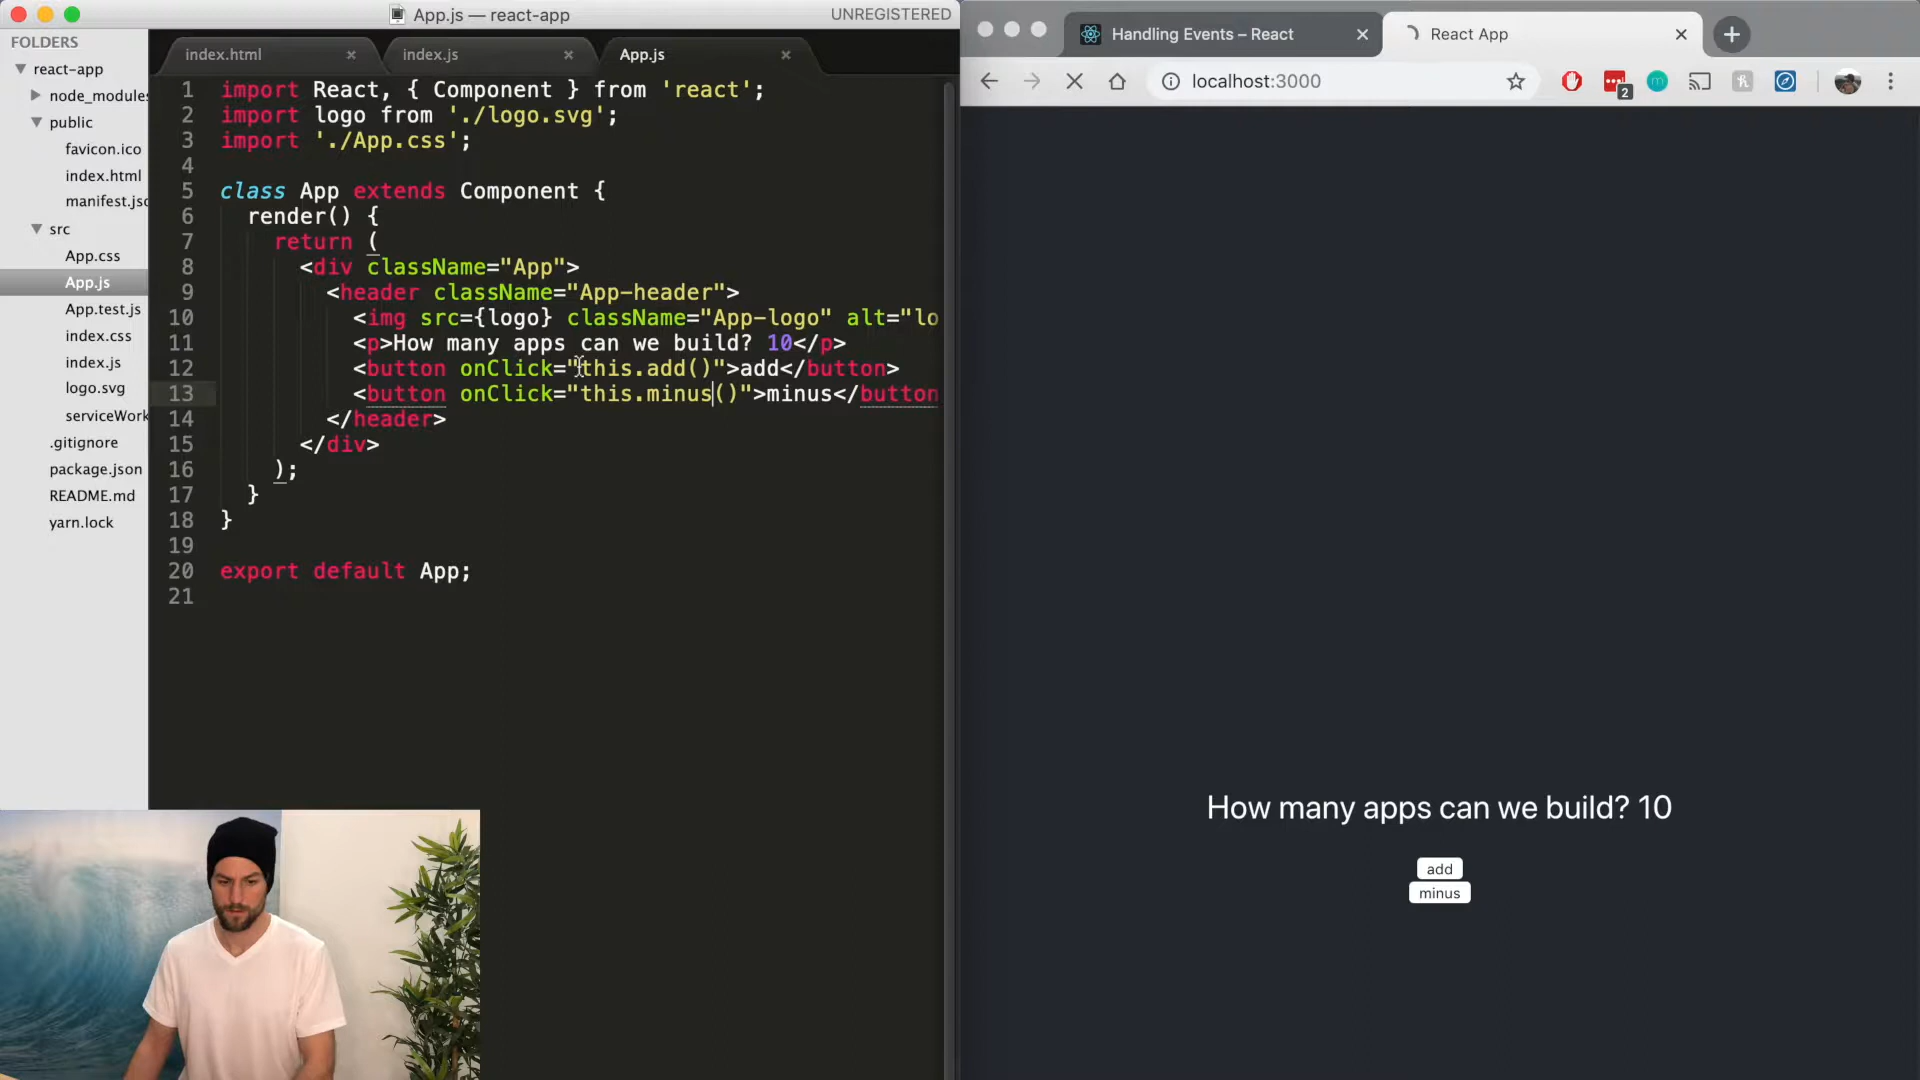 App.js — react-app
UNREGISTERED
FOLDERS
react-app
node_modules
public
favicon.ico
index.html
manifest.jso
src
App.css
App.js
App.test.js
index.css
index.js
logo.svg
serviceWork
.gitignore
package.json
README.md
yarn.lock
index.html
index.js
App.js
1 import React, { Component } from 'react';
2 import logo from './logo.svg';
3 import './App.css';
4
5 class App extends Component {
6 render() {
7 return (
8 <div className="App">
9 <header className="App-header">
10 <img src={logo} className="App-logo" alt="lo
11 <p>How many apps can we build? 10</p>
12 <button onClick="this.add()">add</button>
13 <button onClick="this.minus()">minus</button
14 </header>
15 </div>
16 );
17 }
18 }
19
20 export default App;
21
Handling Events – React
React App
localhost:3000
2
How many apps can we build? 10
add
minus